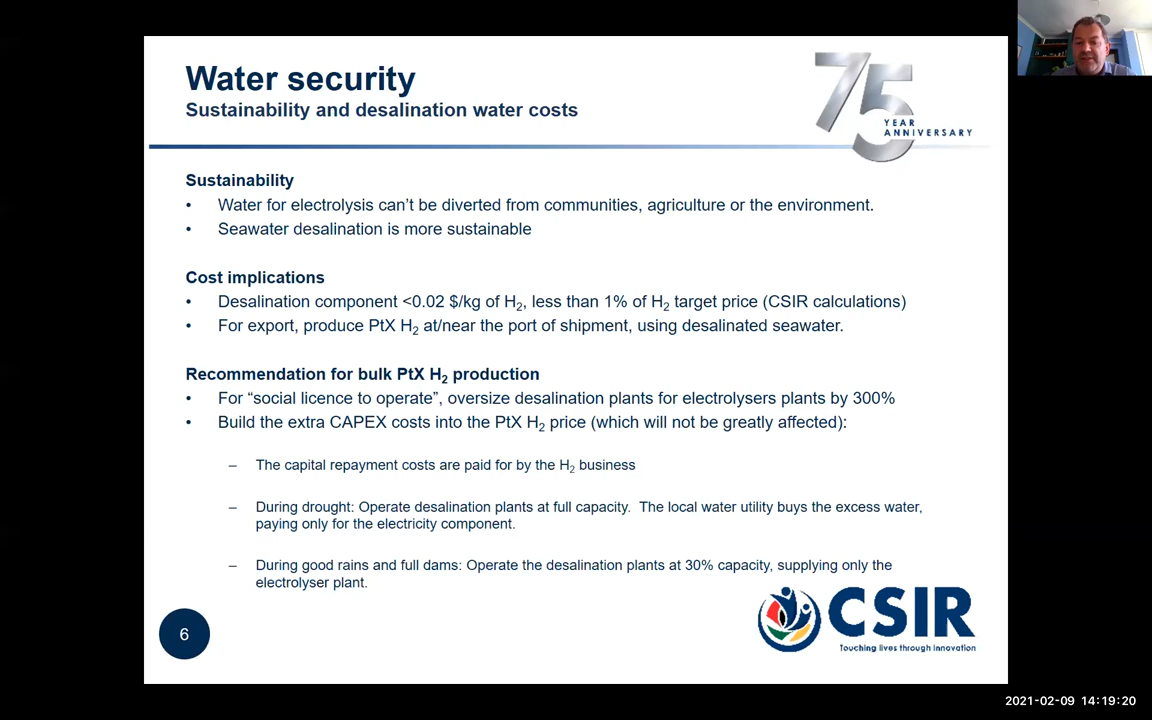 Water security
Sustainability and desalination water costs
75
YEAR
ANNIVERSARY
Sustainability
• Water for electrolysis can’t be diverted from communities, agriculture or the environment.
• Seawater desalination is more sustainable
Cost implications
• Desalination component <0.02 $/kg of H2, less than 1% of H2 target price (CSIR calculations)
• For export, produce PtX H2 at/near the port of shipment, using desalinated seawater.
Recommendation for bulk PtX H2 production
• For “social licence to operate”, oversize desalination plants for electrolysers plants by 300%
• Build the extra CAPEX costs into the PtX H2 price (which will not be greatly affected):
– The capital repayment costs are paid for by the H2 business
– During drought: Operate desalination plants at full capacity. The local water utility buys the excess water,
paying only for the electricity component.
– During good rains and full dams: Operate the desalination plants at 30% capacity, supplying only the
electrolyser plant.
6
CSIR
Touching lives through innovation
2021-02-09 14:19:20